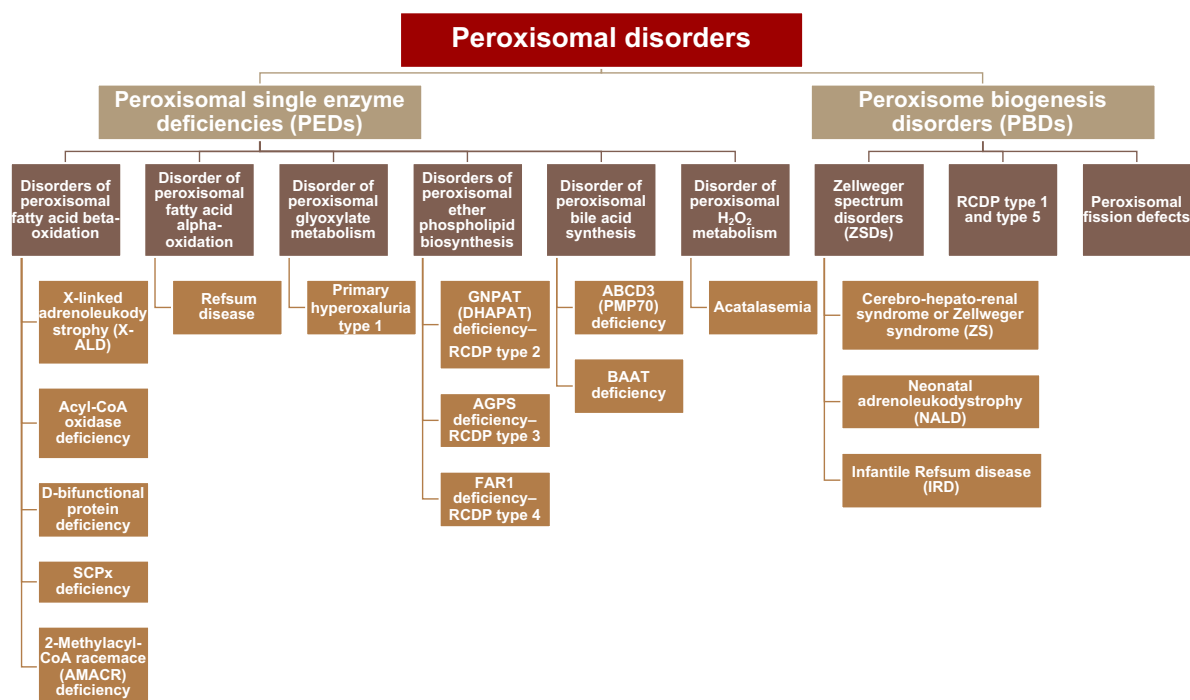 Peroxisomal disorders
Peroxisomal single enzyme
deficiencies (PEDs)
Peroxisome biogenesis
disorders (PBDs)
Disorders of
peroxisomal
fatty acid beta-
oxidation
Disorder of
peroxisomal
fatty acid
alpha-
oxidation
Disorder of
peroxisomal
glyoxylate
metabolism
Disorders of
peroxisomal
ether
phospholipid
biosynthesis
Disorder of
peroxisomal
bile acid
synthesis
Disorder of
peroxisomal
H₂O₂
metabolism
Zellweger
spectrum
disorders
(ZSDs)
RCDP type 1
and type 5
Peroxisomal
fission defects
X-linked
adrenoleukody
strophy (X-
ALD)
Acyl-CoA
oxidase
deficiency
D-bifunctional
protein
deficiency
SCPx
deficiency
2-Methylacyl-
CoA racemace
(AMACR)
deficiency
Refsum
disease
Primary
hyperoxaluria
type 1
GNPAT
(DHAPAT)
deficiency–
RCDP type 2
AGPS
deficiency–
RCDP type 3
FAR1
deficiency–
RCDP type 4
ABCD3
(PMP70)
deficiency
BAAT
deficiency
Acatalasemia
Cerebro-hepato-renal
syndrome or Zellweger
syndrome (ZS)
Neonatal
adrenoleukodystrophy
(NALD)
Infantile Refsum disease
(IRD)